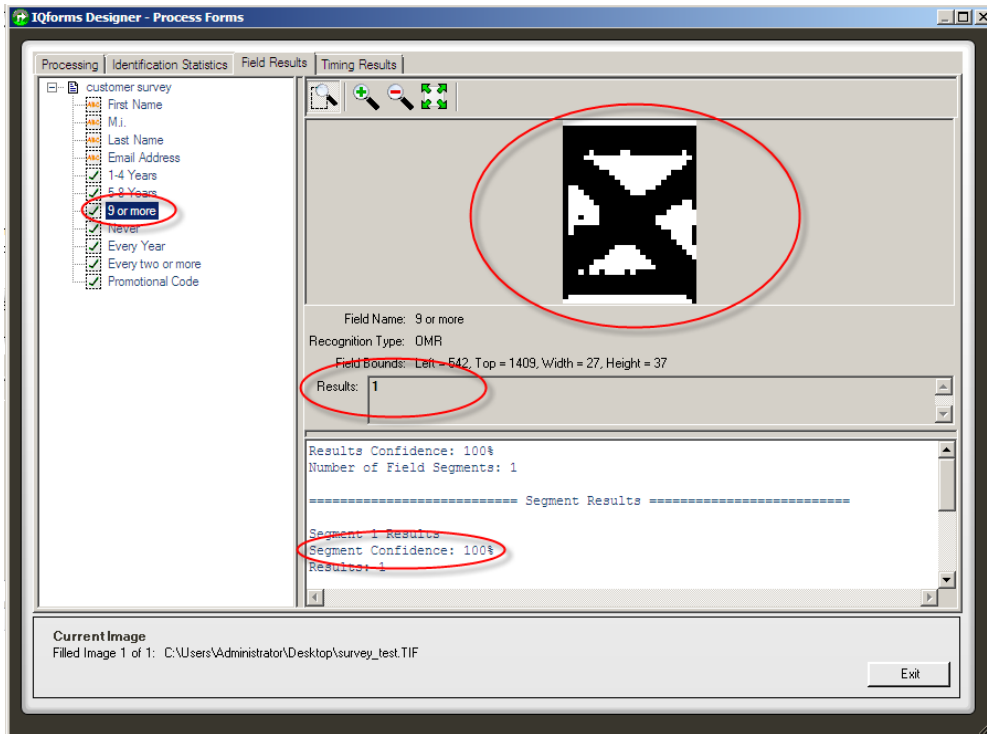 IQforms Designer - Process Forms
Processing Identification Statistics Field Results Timing Results
customer survey
First Name
M.i.
Last Name
Email Address
1-4 Years
5-8 Years
9 or more
Never
Every Year
Every two or more
Promotional Code
Field Name: 9 or more
Recognition Type: OMR
Field Bounds: Left = 542, Top = 1409, Width = 27, Height = 37
Results: 1
Results Confidence: 100%
Number of Field Segments: 1
=========================== Segment Results ==========================
Segment 1 Results
Segment Confidence: 100%
Results: 1
Current Image
Filled Image 1 of 1: C:\Users\Administrator\Desktop\survey_test.TIF
Exit